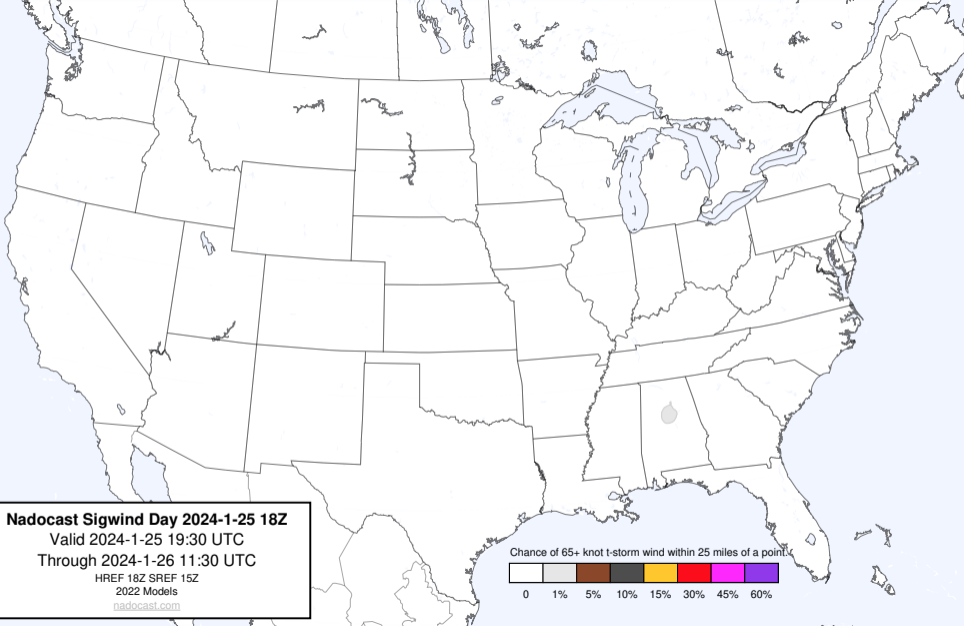 Nadocast Sigwind Day 2024-1-25 18Z
Valid 2024-1-25 19:30 UTC
Through 2024-1-26 11:30 UTC
HREF 18Z SREF 15Z
2022 Models
nadocast.com
Chance of 65+ knot t-storm wind within 25 miles of a point.
0 1% 5% 10% 15% 30% 45% 60%